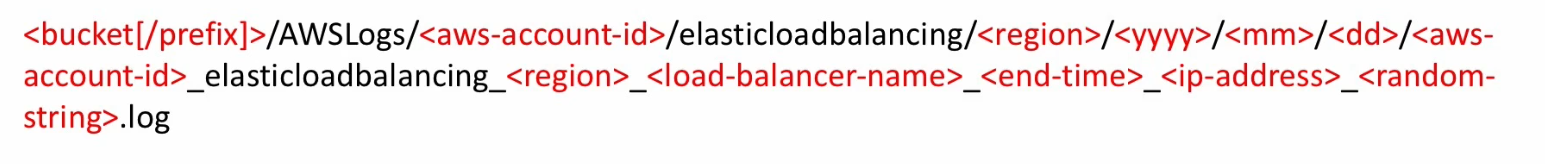 <bucket[/prefix]>/AWSLogs/<aws-account-id>/elasticloadbalancing/<region>/<yyyy>/<mm>/<dd>/<aws-
account-id>_elasticloadbalancing_<region>_<load-balancer-name>_<end-time>_<ip-address>_<random-
string>.log